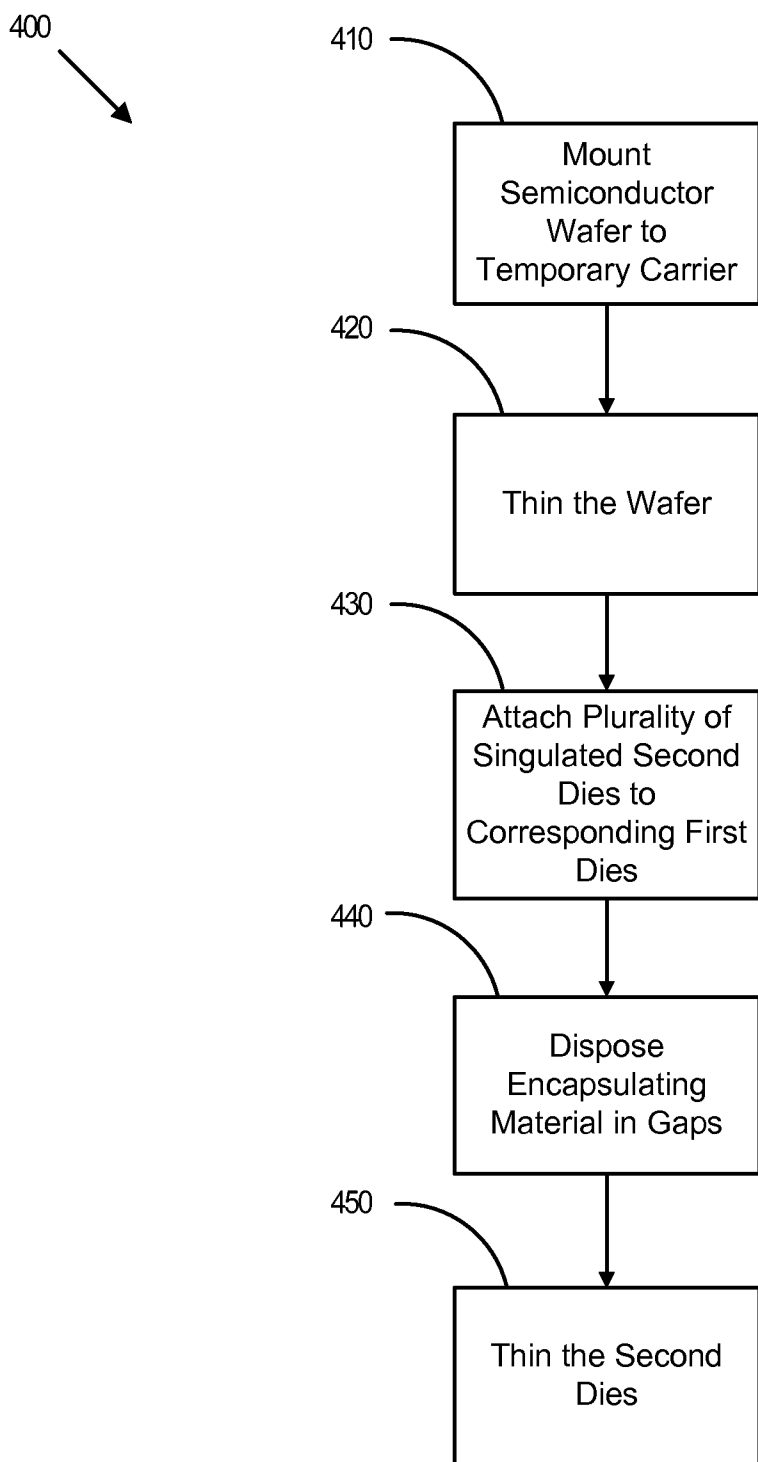 400
410
Mount
Semiconductor
Wafer to
Temporary Carrier
420
Thin the Wafer
430
Attach Plurality of
Singulated Second
Dies to
Corresponding First
Dies
440
Dispose
Encapsulating
Material in Gaps
450
Thin the Second
Dies